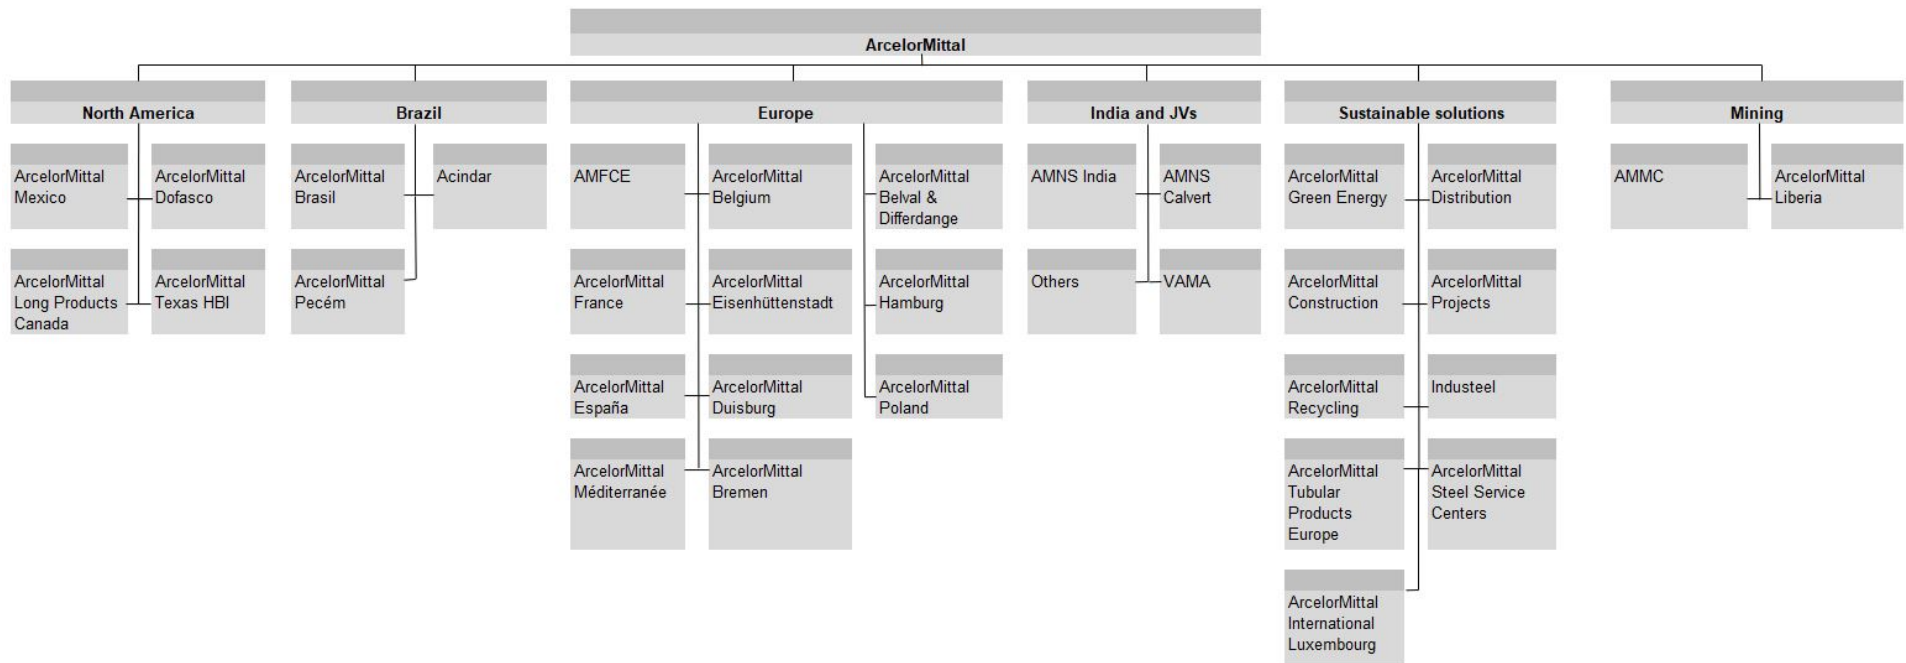 ArcelorMittal
North America
Brazil
Europe
India and JVs
Sustainable solutions
Mining
ArcelorMittal
Mexico
ArcelorMittal
Dofasco
ArcelorMittal
Long Products
Canada
ArcelorMittal
Texas HBI
ArcelorMittal
Brasil
Acindar
ArcelorMittal
Pecém
AMFCE
ArcelorMittal
Belgium
ArcelorMittal
Belval &
Differdange
ArcelorMittal
France
ArcelorMittal
Eisenhüttenstadt
ArcelorMittal
Hamburg
ArcelorMittal
España
ArcelorMittal
Duisburg
ArcelorMittal
Poland
ArcelorMittal
Méditerranée
ArcelorMittal
Bremen
AMNS India
AMNS
Calvert
Others
VAMA
ArcelorMittal
Green Energy
ArcelorMittal
Distribution
ArcelorMittal
Construction
ArcelorMittal
Projects
ArcelorMittal
Recycling
Industeel
ArcelorMittal
Tubular
Products
Europe
ArcelorMittal
Steel Service
Centers
ArcelorMittal
International
Luxembourg
AMMC
ArcelorMittal
Liberia